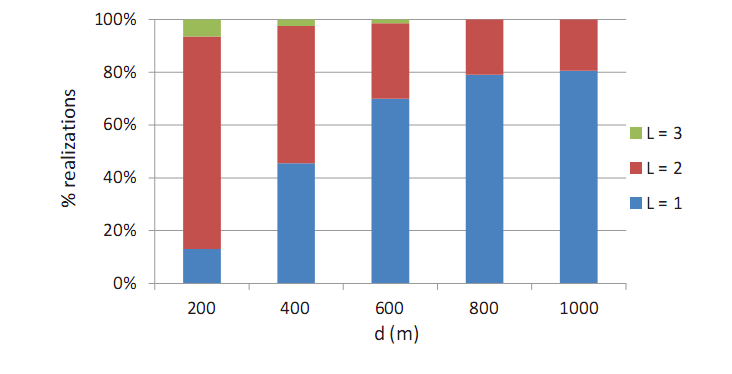 100%
80%
60%
40%
20%
0%
% realizations
200 400 600 800 1000
d (m)
L = 3
L = 2
L = 1